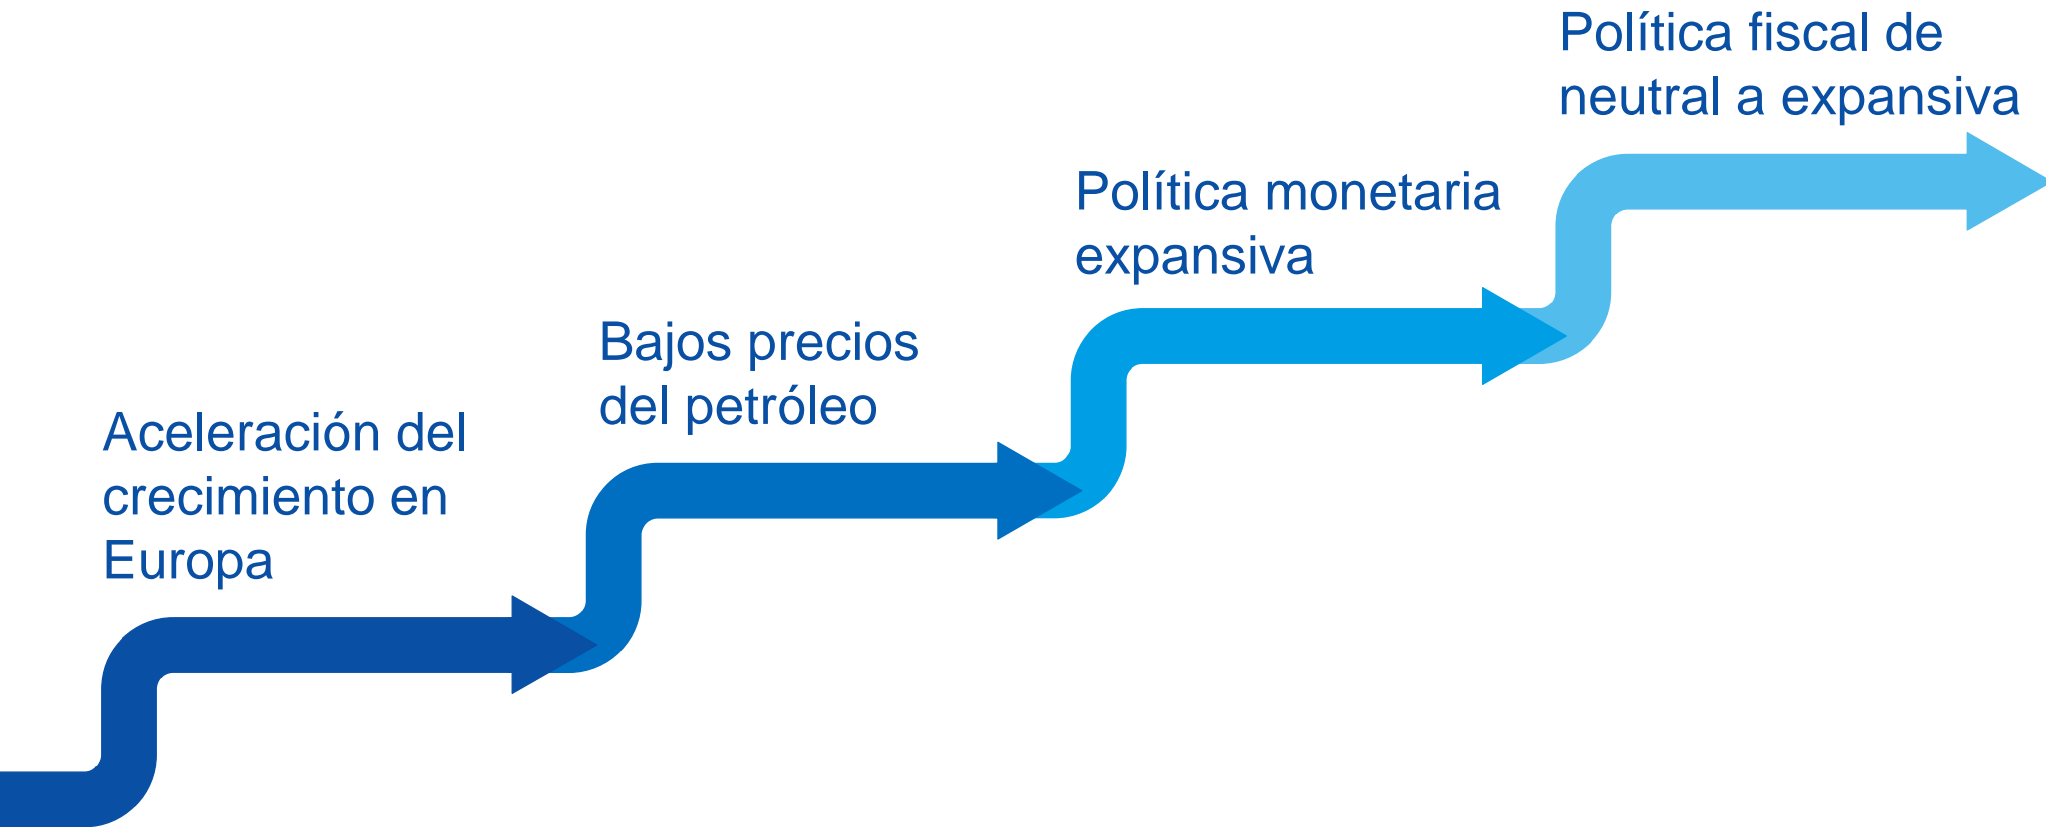 Política fiscal de
neutral a expansiva
Política monetaria
expansiva
Bajos precios
del petróleo
Aceleración del
crecimiento en
Europa